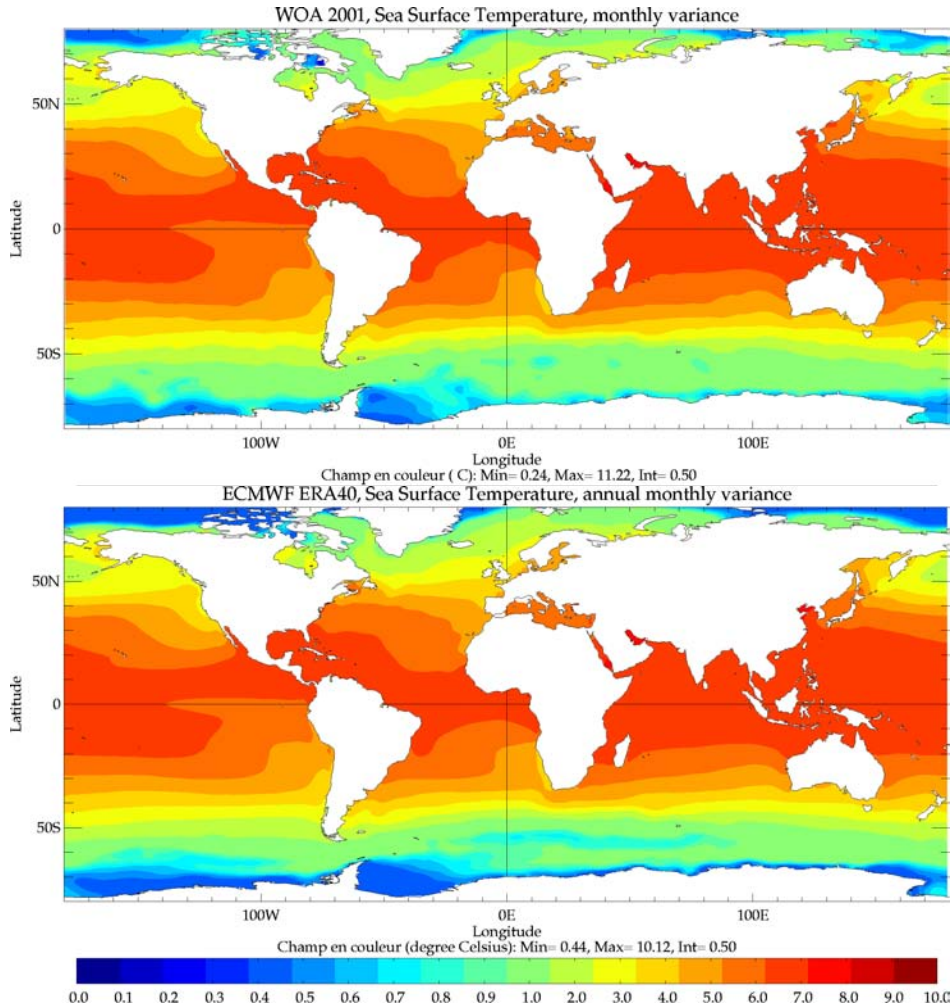 WOA 2001, Sea Surface Temperature, monthly variance
Latitude
50N
0
50S
100W 0E 100E
Longitude
Champ en couleur ( C): Min= 0.24, Max= 11.22, Int= 0.50
ECMWF ERA40, Sea Surface Temperature, annual monthly variance
Latitude
50N
0
50S
100W 0E 100E
Longitude
Champ en couleur (degree Celsius): Min= 0.44, Max= 10.12, Int= 0.50
0.0 0.1 0.3 0.4 0.5 0.6 0.7 0.8 0.9 1.0 2.0 3.0 4.0 5.0 6.0 7.0 8.0 9.0 10.0